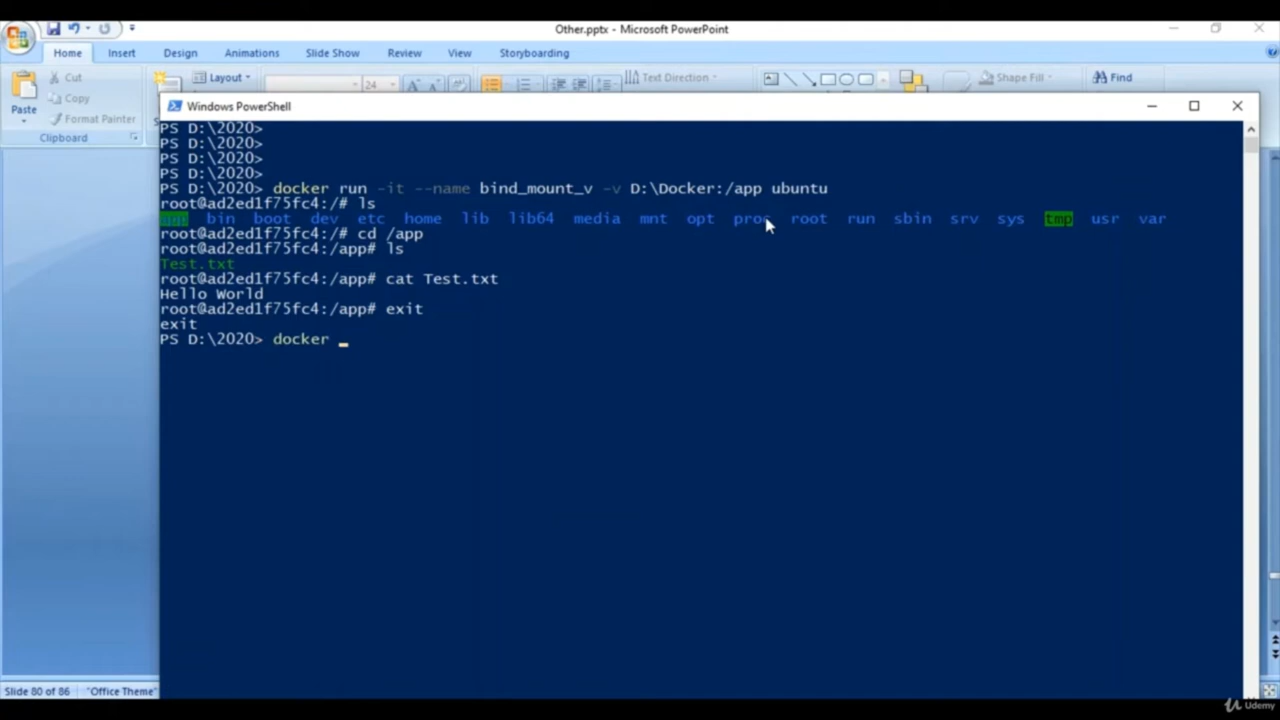 Other.pptx - Microsoft PowerPoint
Home Insert Design Animations Slide Show Review View Storyboarding
Cut Layout 24 Text Direction Shape Fill Find
Copy
Paste Format Painter
Clipboard
Windows PowerShell
PS D:\2020>
PS D:\2020>
PS D:\2020>
PS D:\2020>
PS D:\2020> docker run -it --name bind_mount_v -v D:\Docker:/app ubuntu
root@ad2ed1f75fc4:/# ls
app bin boot dev etc home lib lib64 media mnt opt proc root run sbin srv sys tmp usr var
root@ad2ed1f75fc4:/# cd /app
root@ad2ed1f75fc4:/app# ls
Test.txt
root@ad2ed1f75fc4:/app# cat Test.txt
Hello World
root@ad2ed1f75fc4:/app# exit
exit
PS D:\2020> docker _
Slide 80 of 86 "Office Theme"
Udemy